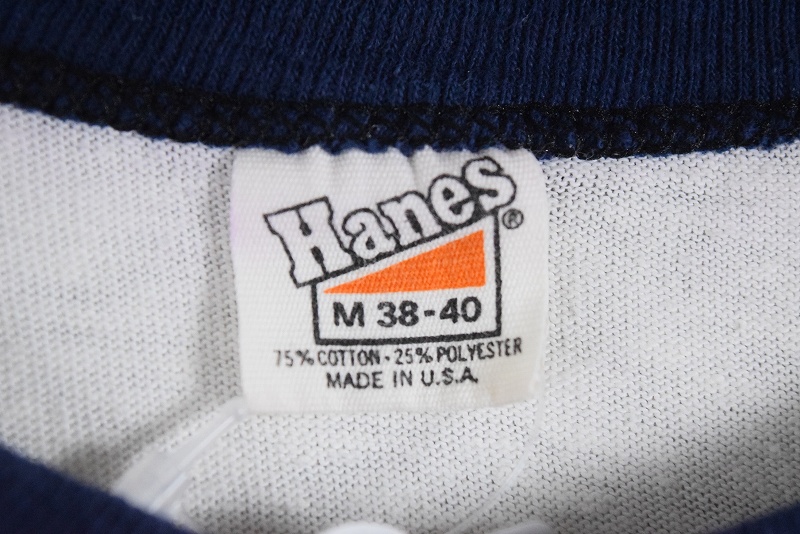 Hanes®
M 38-40
75% COTTON-25% POLYESTER
MADE IN U.S.A.